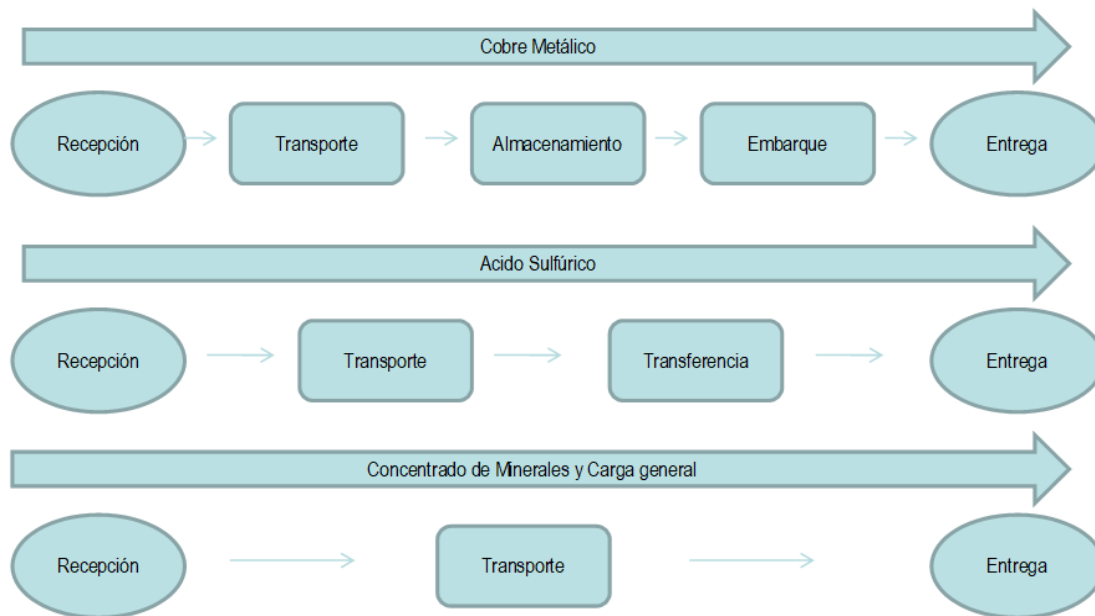 Cobre Metálico
Recepción
Transporte
Almacenamiento
Embarque
Entrega
Acido Sulfúrico
Recepción
Transporte
Transferencia
Entrega
Concentrado de Minerales y Carga general
Recepción
Transporte
Entrega